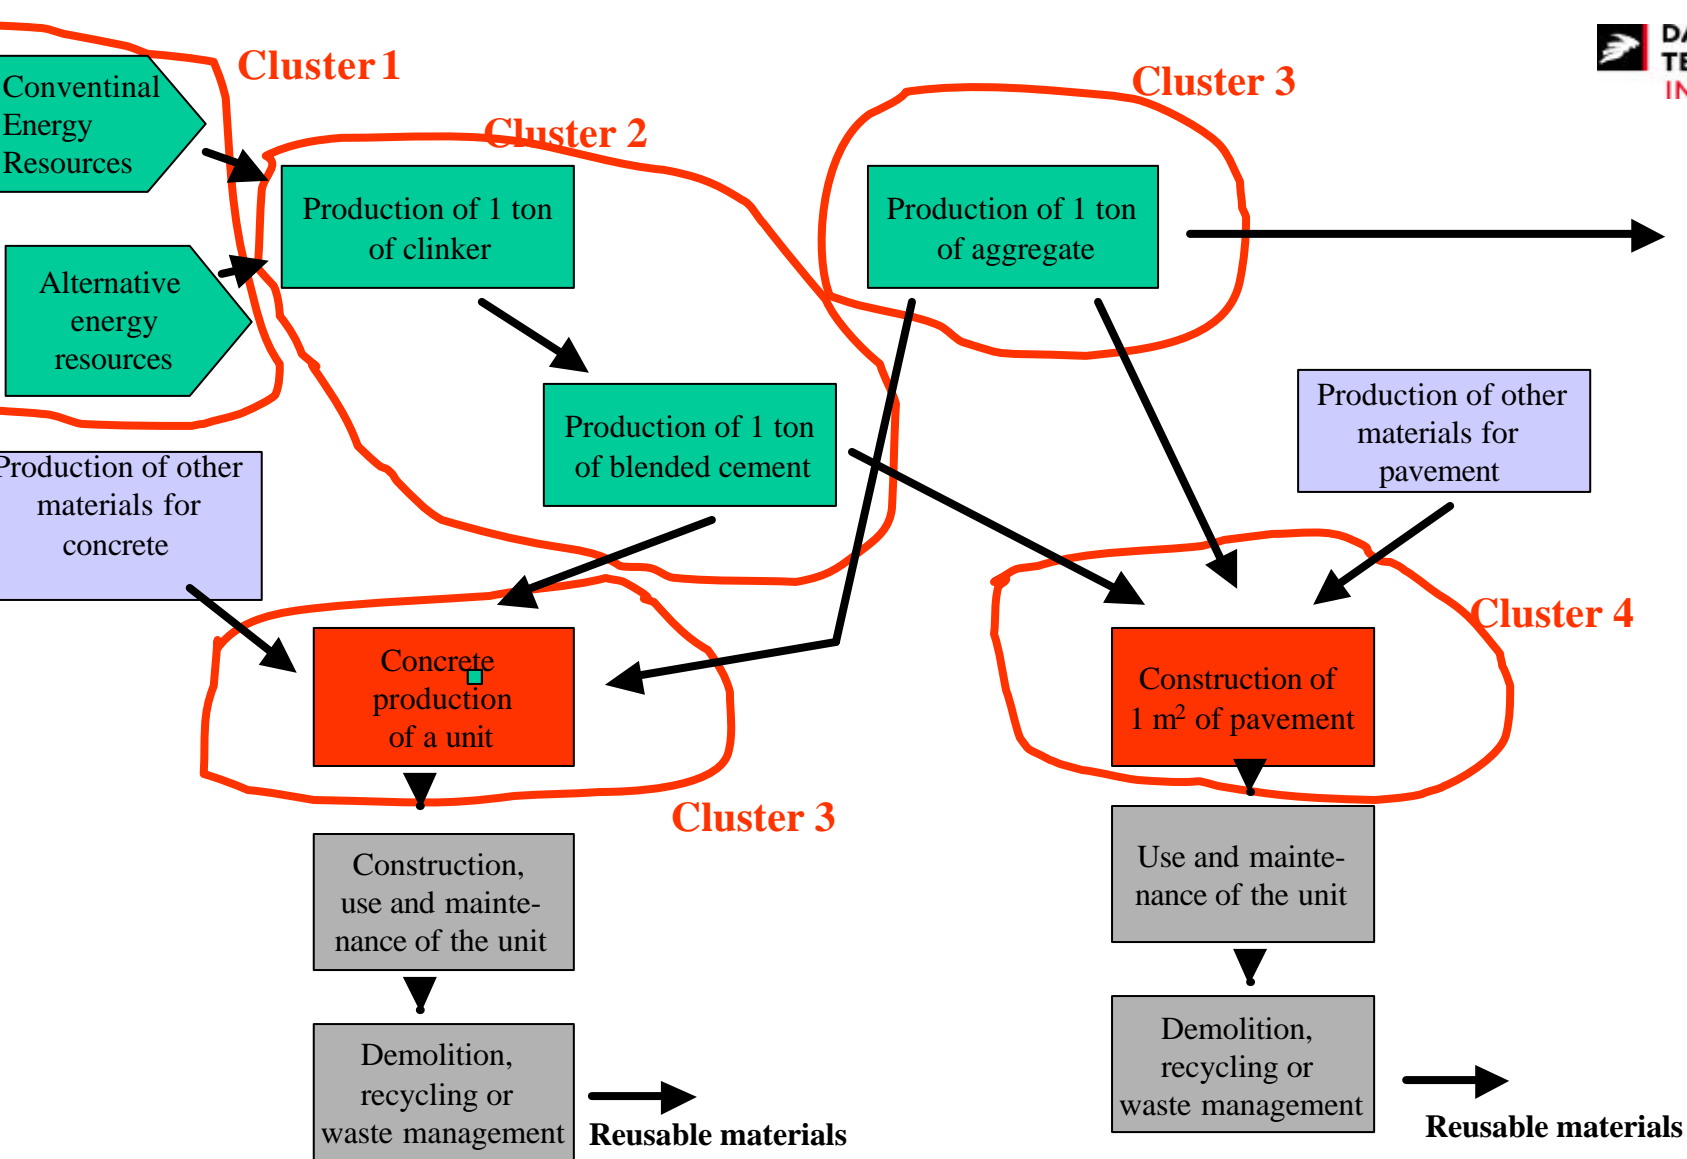 Cluster 1
Cluster 3
DA
TE
IN
Conventinal
Energy
Resources
Cluster 2
Production of 1 ton
of clinker
Production of 1 ton
of aggregate
Alternative
energy
resources
Production of 1 ton
of blended cement
Production of other
materials for
pavement
Production of other
materials for
concrete
Cluster 4
Concrete
production
of a unit
Construction of
1 m² of pavement
Cluster 3
Construction,
use and mainte-
nance of the unit
Use and mainte-
nance of the unit
Demolition,
recycling or
waste management
Reusable materials
Demolition,
recycling or
waste management
Reusable materials